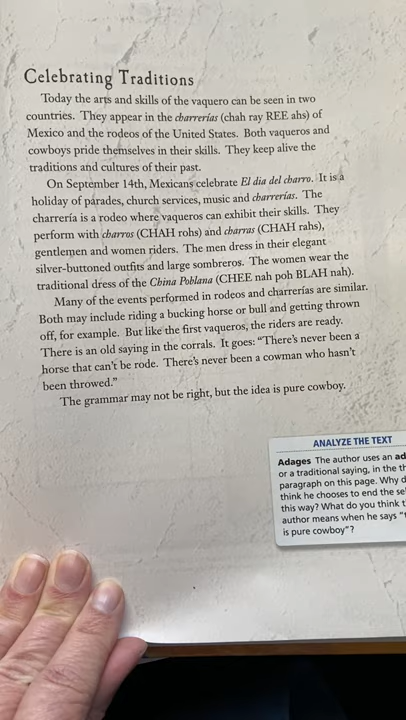 Celebrating Traditions
Today the arts and skills of the vaquero can be seen in two
countries. They appear in the charrerías (chah ray REE ahs) of
Mexico and the rodeos of the United States. Both vaqueros and
cowboys pride themselves in their skills. They keep alive the
traditions and cultures of their past.
On September 14th, Mexicans celebrate El dia del charro. It is a
holiday of parades, church services, music and charrerías. The
charrería is a rodeo where vaqueros can exhibit their skills. They
perform with charros (CHAH rohs) and charras (CHAH rahs),
gentlemen and women riders. The men dress in their elegant
silver-buttoned outfits and large sombreros. The women wear the
traditional dress of the China Poblana (CHEE nah poh BLAH nah).
Many of the events performed in rodeos and charrerías are similar.
Both may include riding a bucking horse or bull and getting thrown
off, for example. But like the first vaqueros, the riders are ready.
There is an old saying in the corrals. It goes: “There’s never been a
horse that can’t be rode. There’s never been a cowman who hasn’t
been throwed.”
The grammar may not be right, but the idea is pure cowboy.
ANALYZE THE TEXT
Adages The author uses an ad
or a traditional saying, in the th
paragraph on this page. Why d
think he chooses to end the se
this way? What do you think t
author means when he says “t
is pure cowboy”?